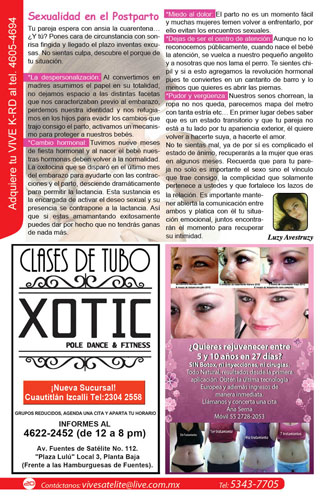 Adquiere tu VIVE K-RD al tel. 4605-4694
Sexualidad en el Postparto
Tu pareja espera con ansia la cuarentena...
¿Y tú? Pones cara de circunstancia con son-
risa fingida y llegado el plazo inventas excu-
sas. No sientas culpa, descubre el porque de
tu situación.
*La despersonalización: Al convertirnos en
madres asumimos el papel en su totalidad,
no dejamos espacio a las distintas facetas
que nos caracterizaban previo al embarazo,
perdemos nuestra identidad y nos refugia-
mos en los hijos para evadir los cambios que
trajo consigo el parto, activamos un mecanis-
mo para proteger a nuestros bebés.
*Cambio hormonal: Tuvimos nueve meses
de fiesta hormonal y al nacer el bebé nues-
tras hormonas deben volver a la normalidad.
La oxitocina que se disparó en el último mes
del embarazo para ayudarte con las contrac-
ciones y el parto, desciende dramáticamente
para permitir la lactancia. Esta sustancia es
la encargada de activar el deseo sexual y su
presencia se contrapone a la lactancia. Así
que si estas amamantando exitosamente
puedes dar por hecho que no tendrás ganas
de nada más.
*Miedo al dolor: El parto no es un momento fácil
y muchas mujeres temen volver a enfrentarlo, por
ello evitan los encuentros sexuales.
*Dejar de ser el centro de atención: Aunque no lo
reconocemos públicamente, cuando nace el bebé
la atención, se vuelca a nuestro pequeño angelito
y a nosotras que nos lama el perro. Te sientes chi-
pil y si a esto agregamos la revolución hormonal
pues te conviertes en un cantarito de barro y lo
menos que quieres es abrir las piernas.
*Pudor y vergüenza: Nuestros senos chorrean, la
ropa no nos queda, parecemos mapa del metro
con tanta estría etc... En primer lugar debes saber
que es un estado transitorio y que tu pareja no
está a tu lado por tu apariencia exterior, él quiere
volver a hacerte suya, a hacerte el amor.
No te sientas mal, ya de por sí es complicado el
estado de ánimo, recuperarás a la mujer que eras
en algunos meses. Recuerda que para tu pare-
ja no solo es importante el sexo sino el vínculo
que trae consigo, la complicidad que solamente
pertenece a ustedes y que fortalece los lazos de
la relación. Es importante mante-
ner abierta la comunicación entre
ambos y platica con él tu situa-
ción emocional, juntos encontra-
rán el momento para recuperar
su intimidad.
Luzy Avestruzy
CLASES DE TUBO
XOTIC
POLE DANCE & FITNESS
¡Nueva Sucursal!
Cuautitlán Izcalli Tel:2304 2558
GRUPOS REDUCIDOS, AGENDA UNA CITA Y APARTA TU HORARIO
INFORMES AL
4622-2452 (de 12 a 8 pm)
Av. Fuentes de Satélite No. 112.
"Plaza Lulú" Local 3, Planta Baja
(Frente a las Hamburguesas de Fuentes).
¿Quieres rejuvenecer entre
5 y 10 años en 27 días?
SIN Botox, ni inyecciones, ni cirugías.
Todo Natural, resultados desde la primera
aplicación. Obtén la última tecnología
Europea y además ingresos de
manera inmediata.
Llámanos y concerta una cita
Ana Serna
Móvil 55 2728-2053
Contáctanos: vivesatelite@live.com.mx
Tel: 5343-7705